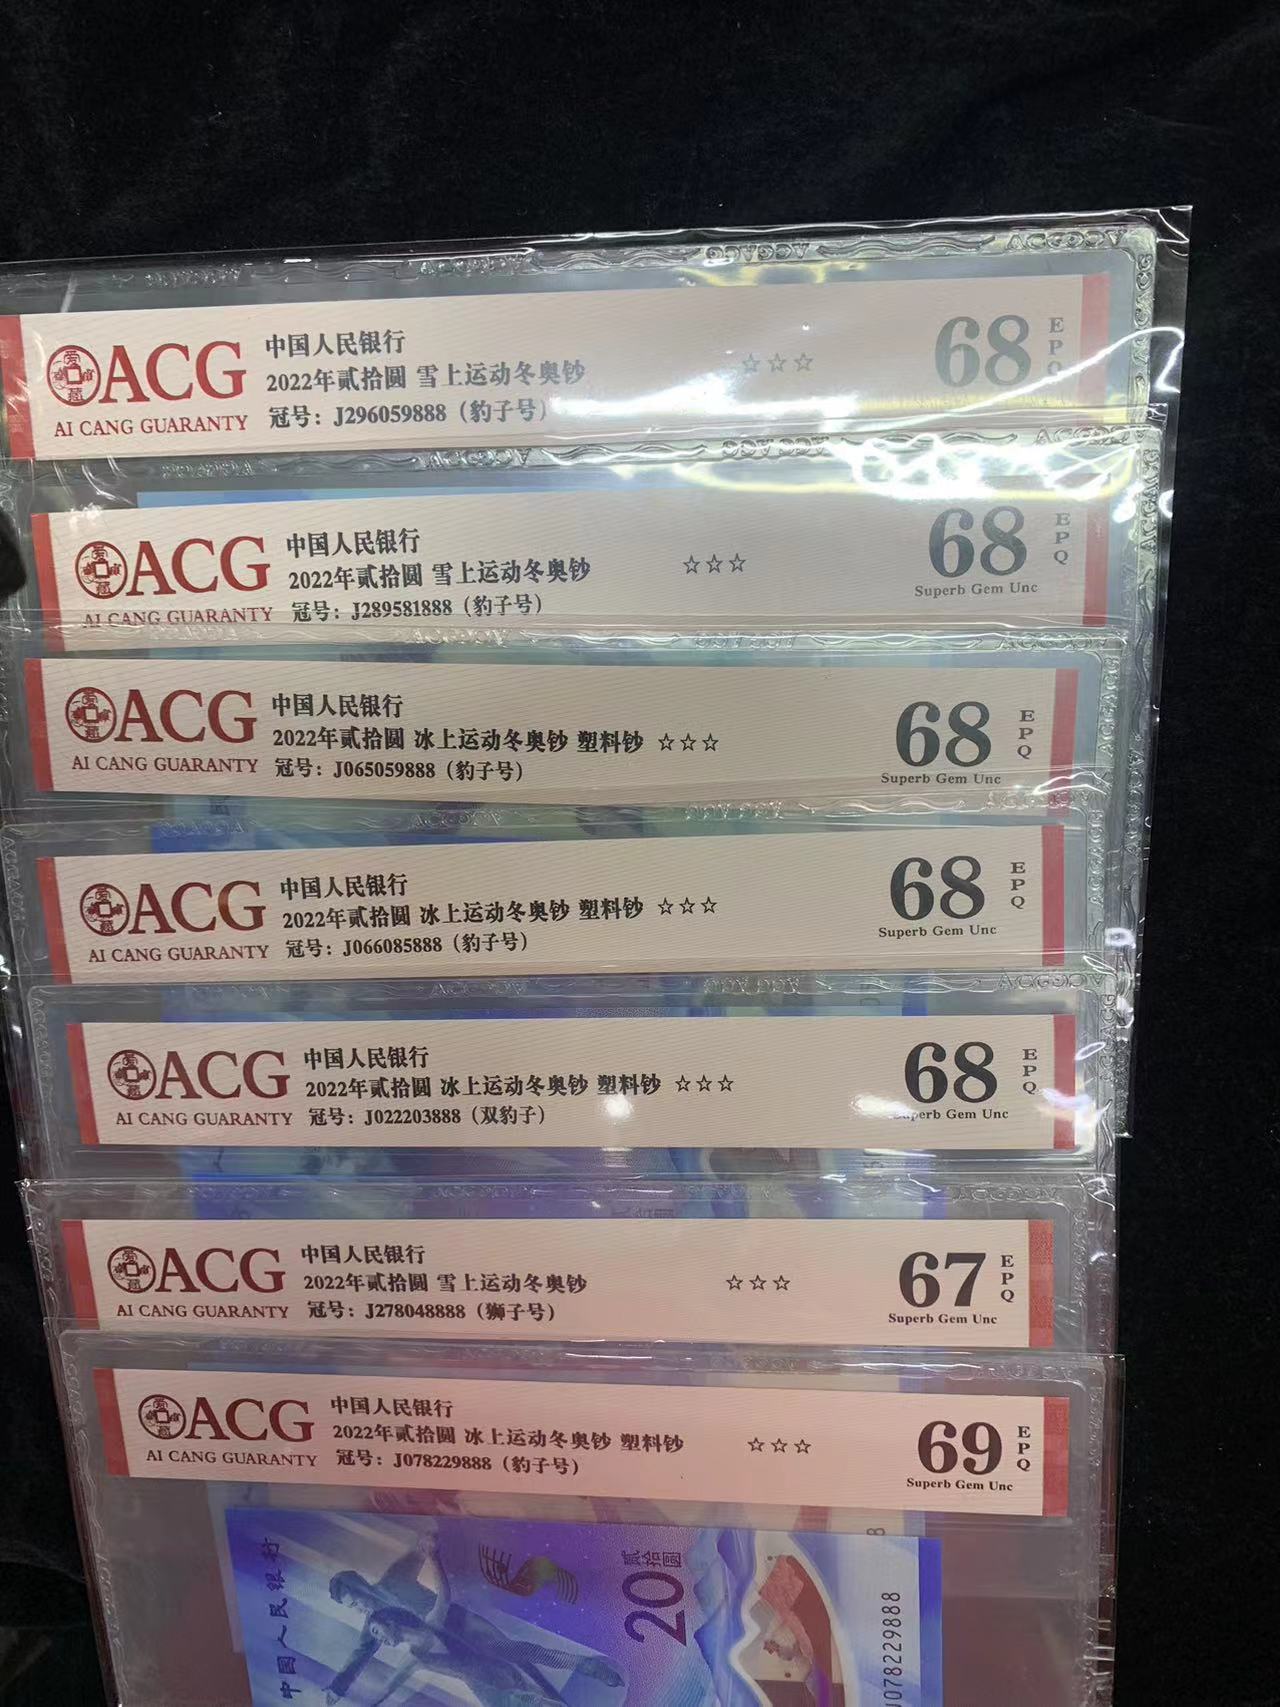 ACG
AI CANG GUARANTY
中国人民银行
2022年贰拾圆 雪上运动冬奥钞 ☆☆☆
冠号：J296059888（豹子号）
68
EPQ
ACG
AI CANG GUARANTY
中国人民银行
2022年贰拾圆 雪上运动冬奥钞 ☆☆☆
冠号：J289581888（豹子号）
68
EPQ
Superb Gem Unc
ACG
AI CANG GUARANTY
中国人民银行
2022年贰拾圆 冰上运动冬奥钞 塑料钞 ☆☆☆
冠号：J065059888（豹子号）
68
EPQ
Superb Gem Unc
ACG
AI CANG GUARANTY
中国人民银行
2022年贰拾圆 冰上运动冬奥钞 塑料钞 ☆☆☆
冠号：J066085888（豹子号）
68
EPQ
Superb Gem Unc
ACG
AI CANG GUARANTY
中国人民银行
2022年贰拾圆 冰上运动冬奥钞 塑料钞 ☆☆☆
冠号：J022203888（双豹子）
68
EPQ
Superb Gem Unc
ACG
AI CANG GUARANTY
中国人民银行
2022年贰拾圆 雪上运动冬奥钞 ☆☆☆
冠号：J278048888（狮子号）
67
EPQ
Superb Gem Unc
ACG
AI CANG GUARANTY
中国人民银行
2022年贰拾圆 冰上运动冬奥钞 塑料钞 ☆☆☆
冠号：J078229888（豹子号）
69
EPQ
Superb Gem Unc
中國人民银行
20
贰拾圆
J078229888